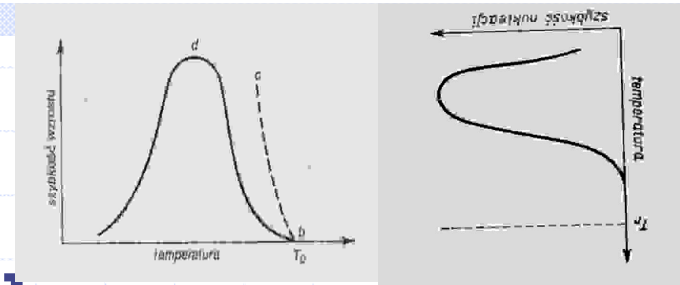 d
c
szybkość wzrostu
b
temperatura
T₀
szybkość nukleacji
temperatura
Tr